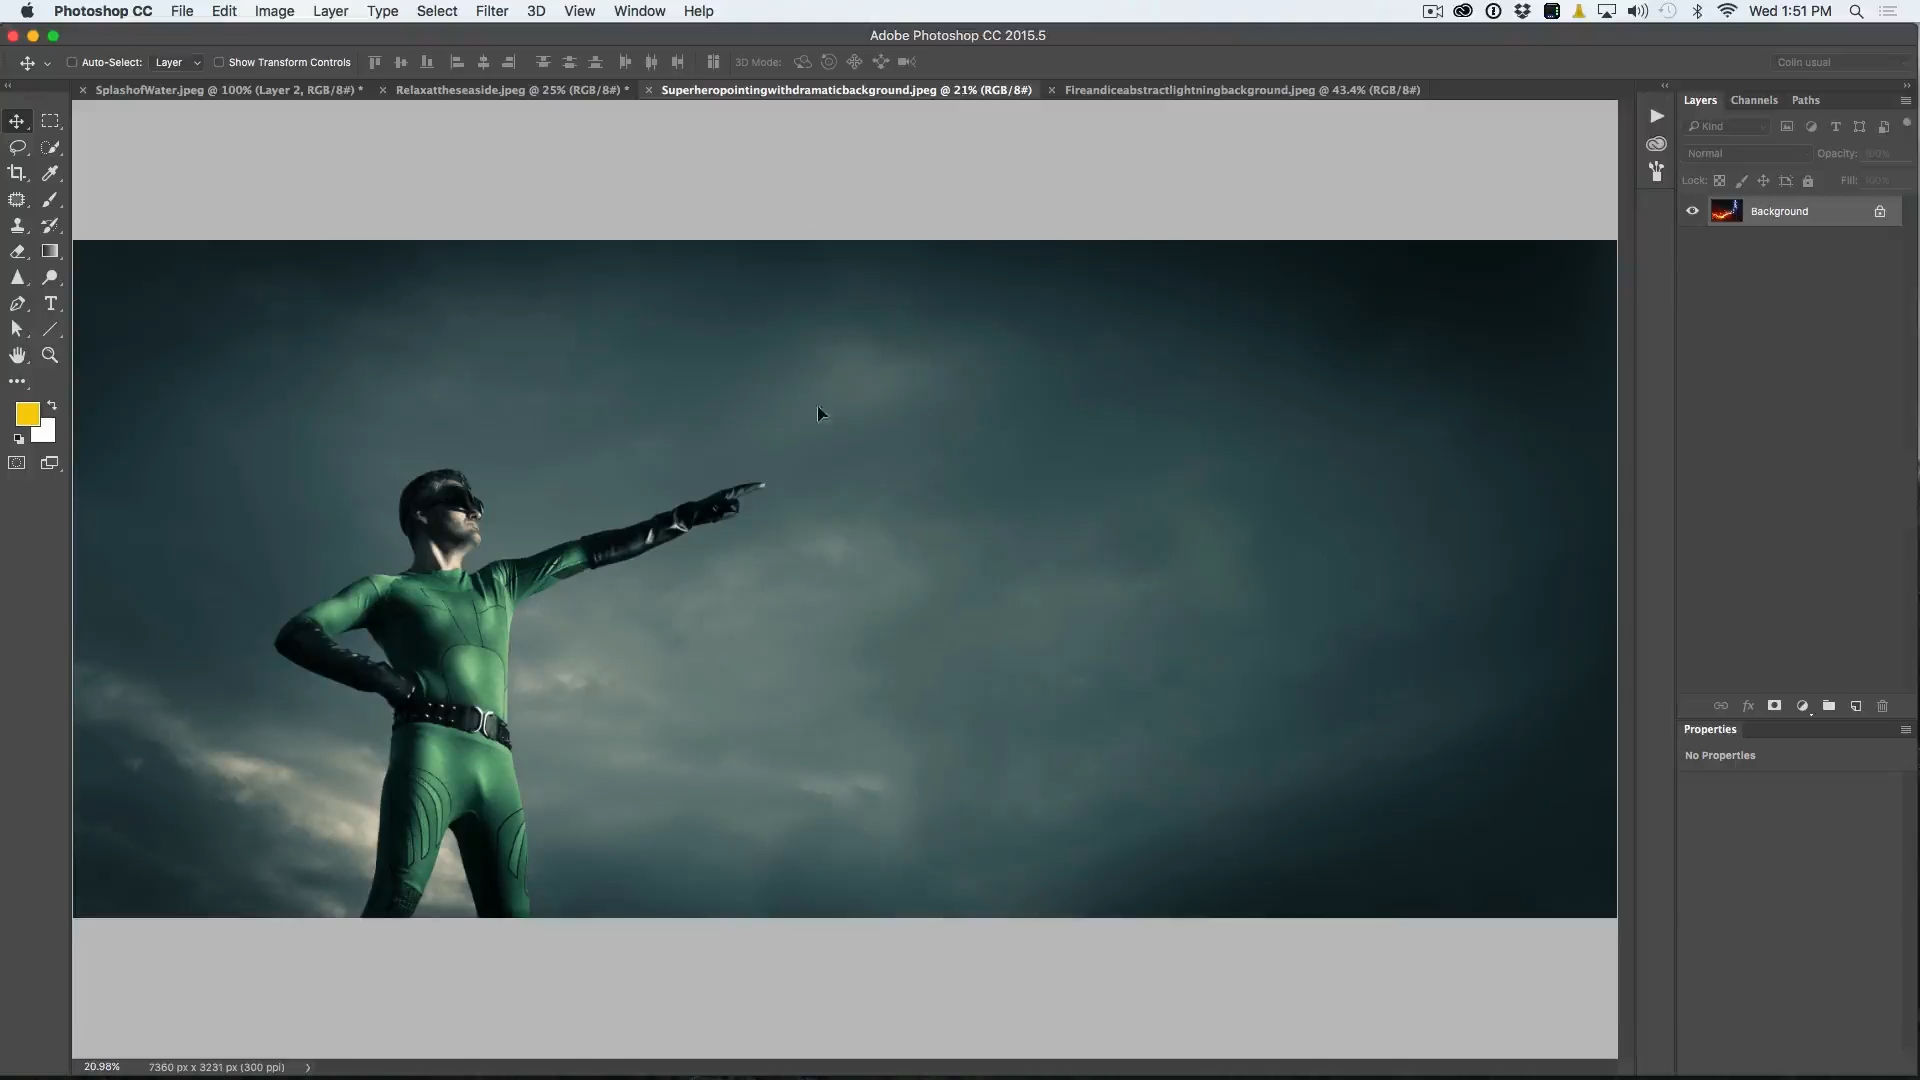 Photoshop CC File Edit Image Layer Type Select Filter 3D View Window Help Wed 1:51 PM
Adobe Photoshop CC 2015.5
Auto-Select: Layer Show Transform Controls 3D Mode: Colin usual
SplashofWater.jpeg @ 100% (Layer 2, RGB/8#) * Relaxattheseaside.jpeg @ 25% (RGB/8#) * Superheropointingwithdramaticbackground.jpeg @ 21% (RGB/8#) Fireandiceabstractlightningbackground.jpeg @ 43.4% (RGB/8#)
Layers Channels Paths
Kind
Normal Opacity: 100%
Lock: Fill: 100%
Background
Properties
No Properties
20.98% 7360 px x 3231 px (300 ppi)